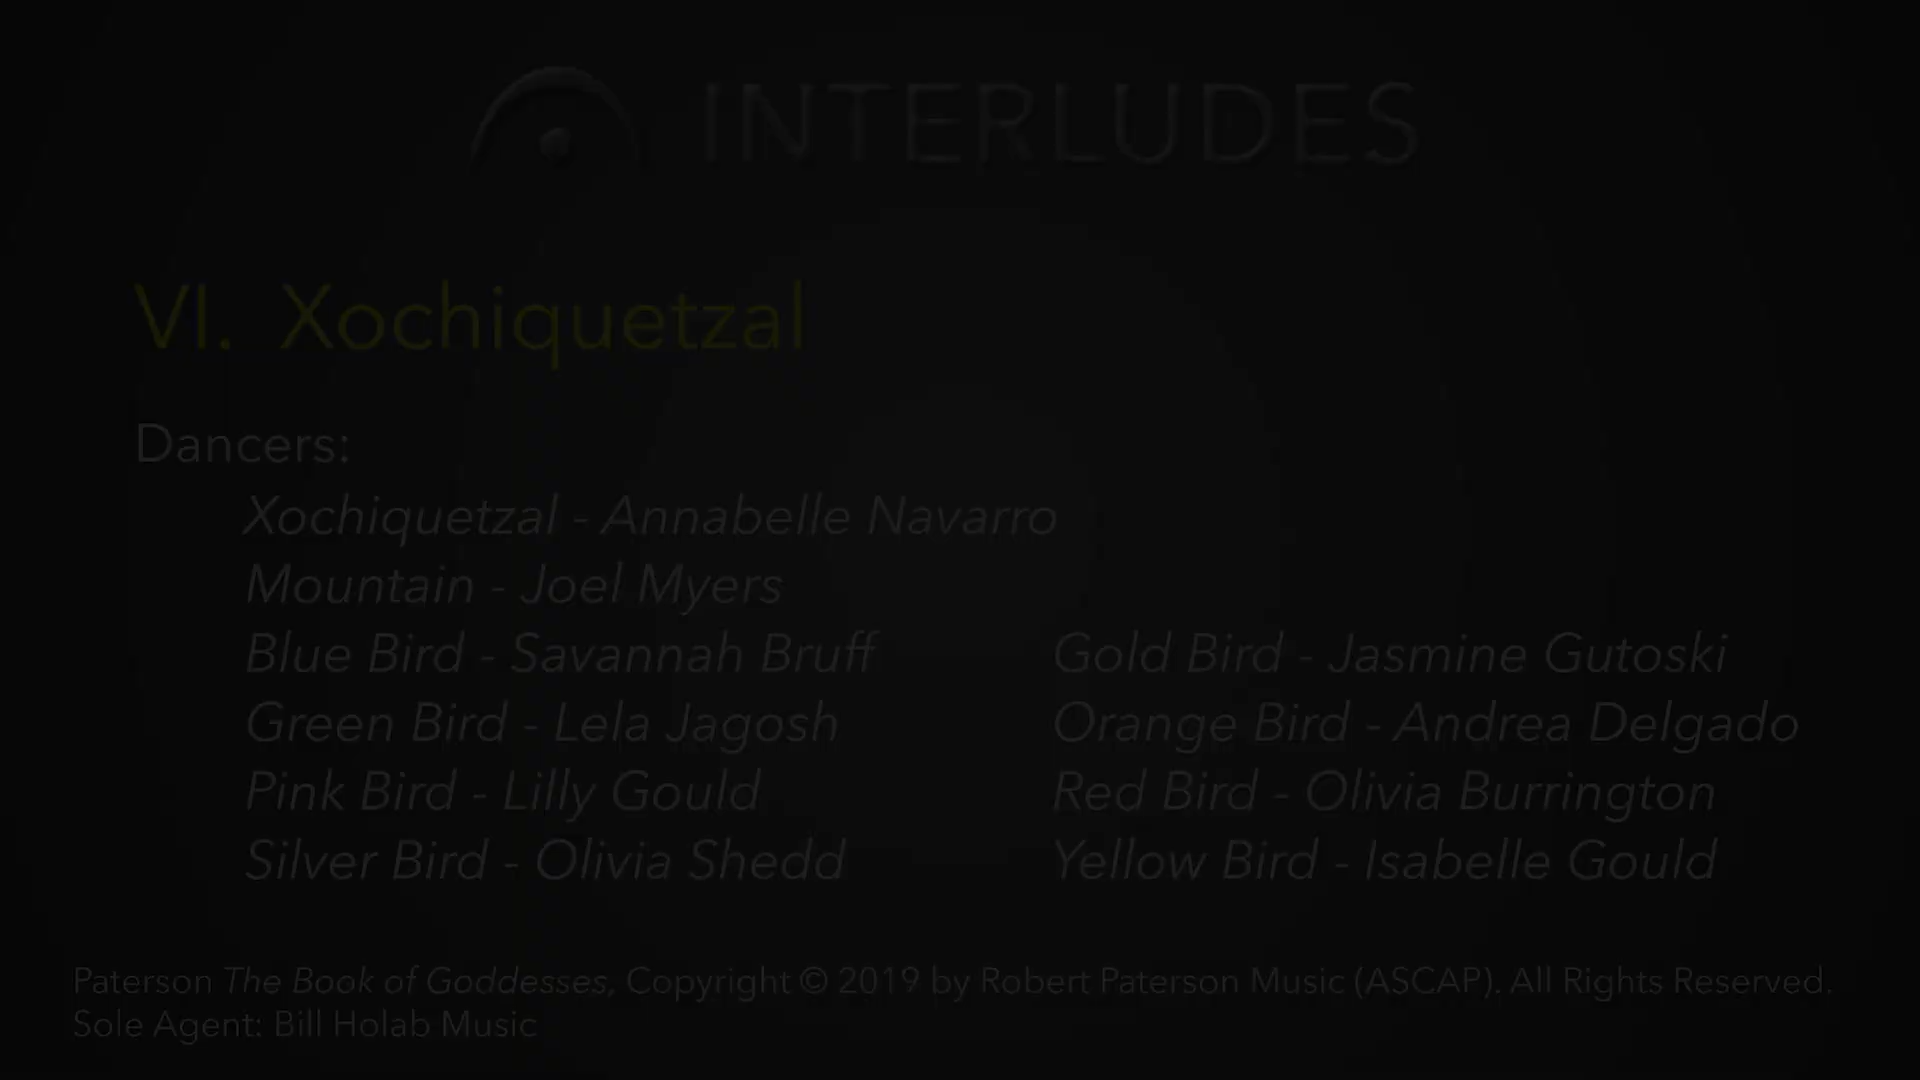 INTERLUDES
VI. Xochiquetzal
Dancers:
Xochiquetzal - Annabelle Navarro
Mountain - Joel Myers
Blue Bird - Savannah Bruff
Gold Bird - Jasmine Gutoski
Green Bird - Lela Jagosh
Orange Bird - Andrea Delgado
Pink Bird - Lilly Gould
Red Bird - Olivia Burrington
Silver Bird - Olivia Shedd
Yellow Bird - Isabelle Gould
Paterson The Book of Goddesses, Copyright © 2019 by Robert Paterson Music (ASCAP). All Rights Reserved.
Sole Agent: Bill Holab Music